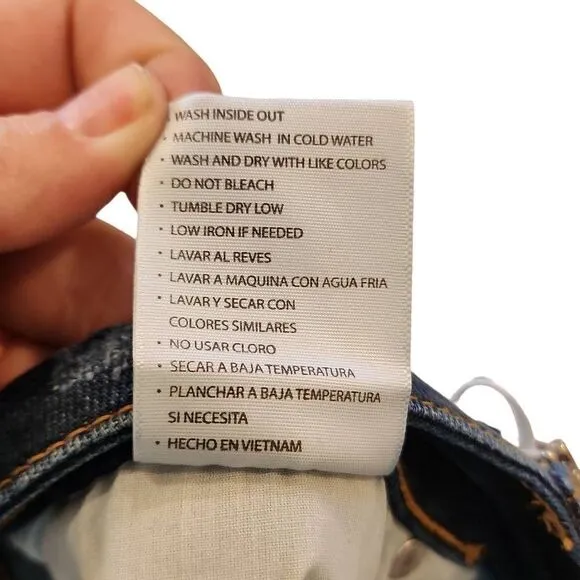 • WASH INSIDE OUT
• MACHINE WASH IN COLD WATER
• WASH AND DRY WITH LIKE COLORS
• DO NOT BLEACH
• TUMBLE DRY LOW
• LOW IRON IF NEEDED
• LAVAR AL REVES
• LAVAR A MAQUINA CON AGUA FRIA
• LAVAR Y SECAR CON
COLORES SIMILARES
• NO USAR CLORO
• SECAR A BAJA TEMPERATURA
• PLANCHAR A BAJA TEMPERATURA
SI NECESITA
• HECHO EN VIETNAM